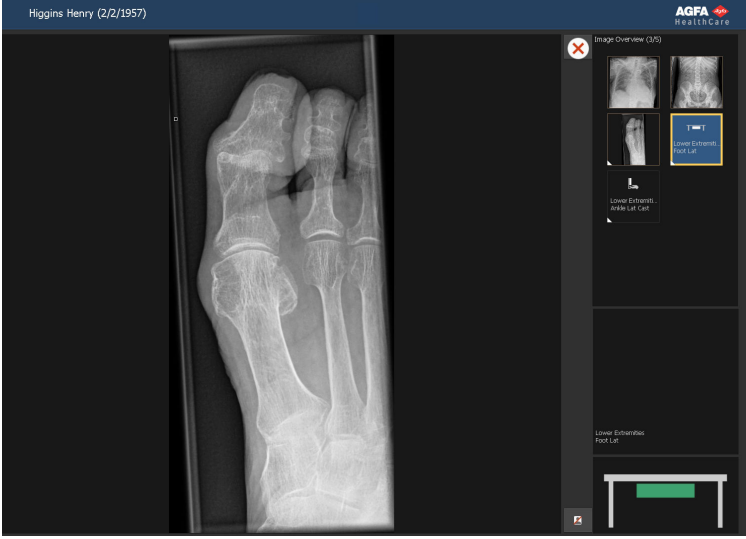 Higgins Henry (2/2/1957)
AGFA
Agfa
HealthCare
Image Overview (3/5)
Lower Extremiti...
Foot Lat
Lower Extremiti...
Ankle Lat Cast
Lower Extremities
Foot Lat